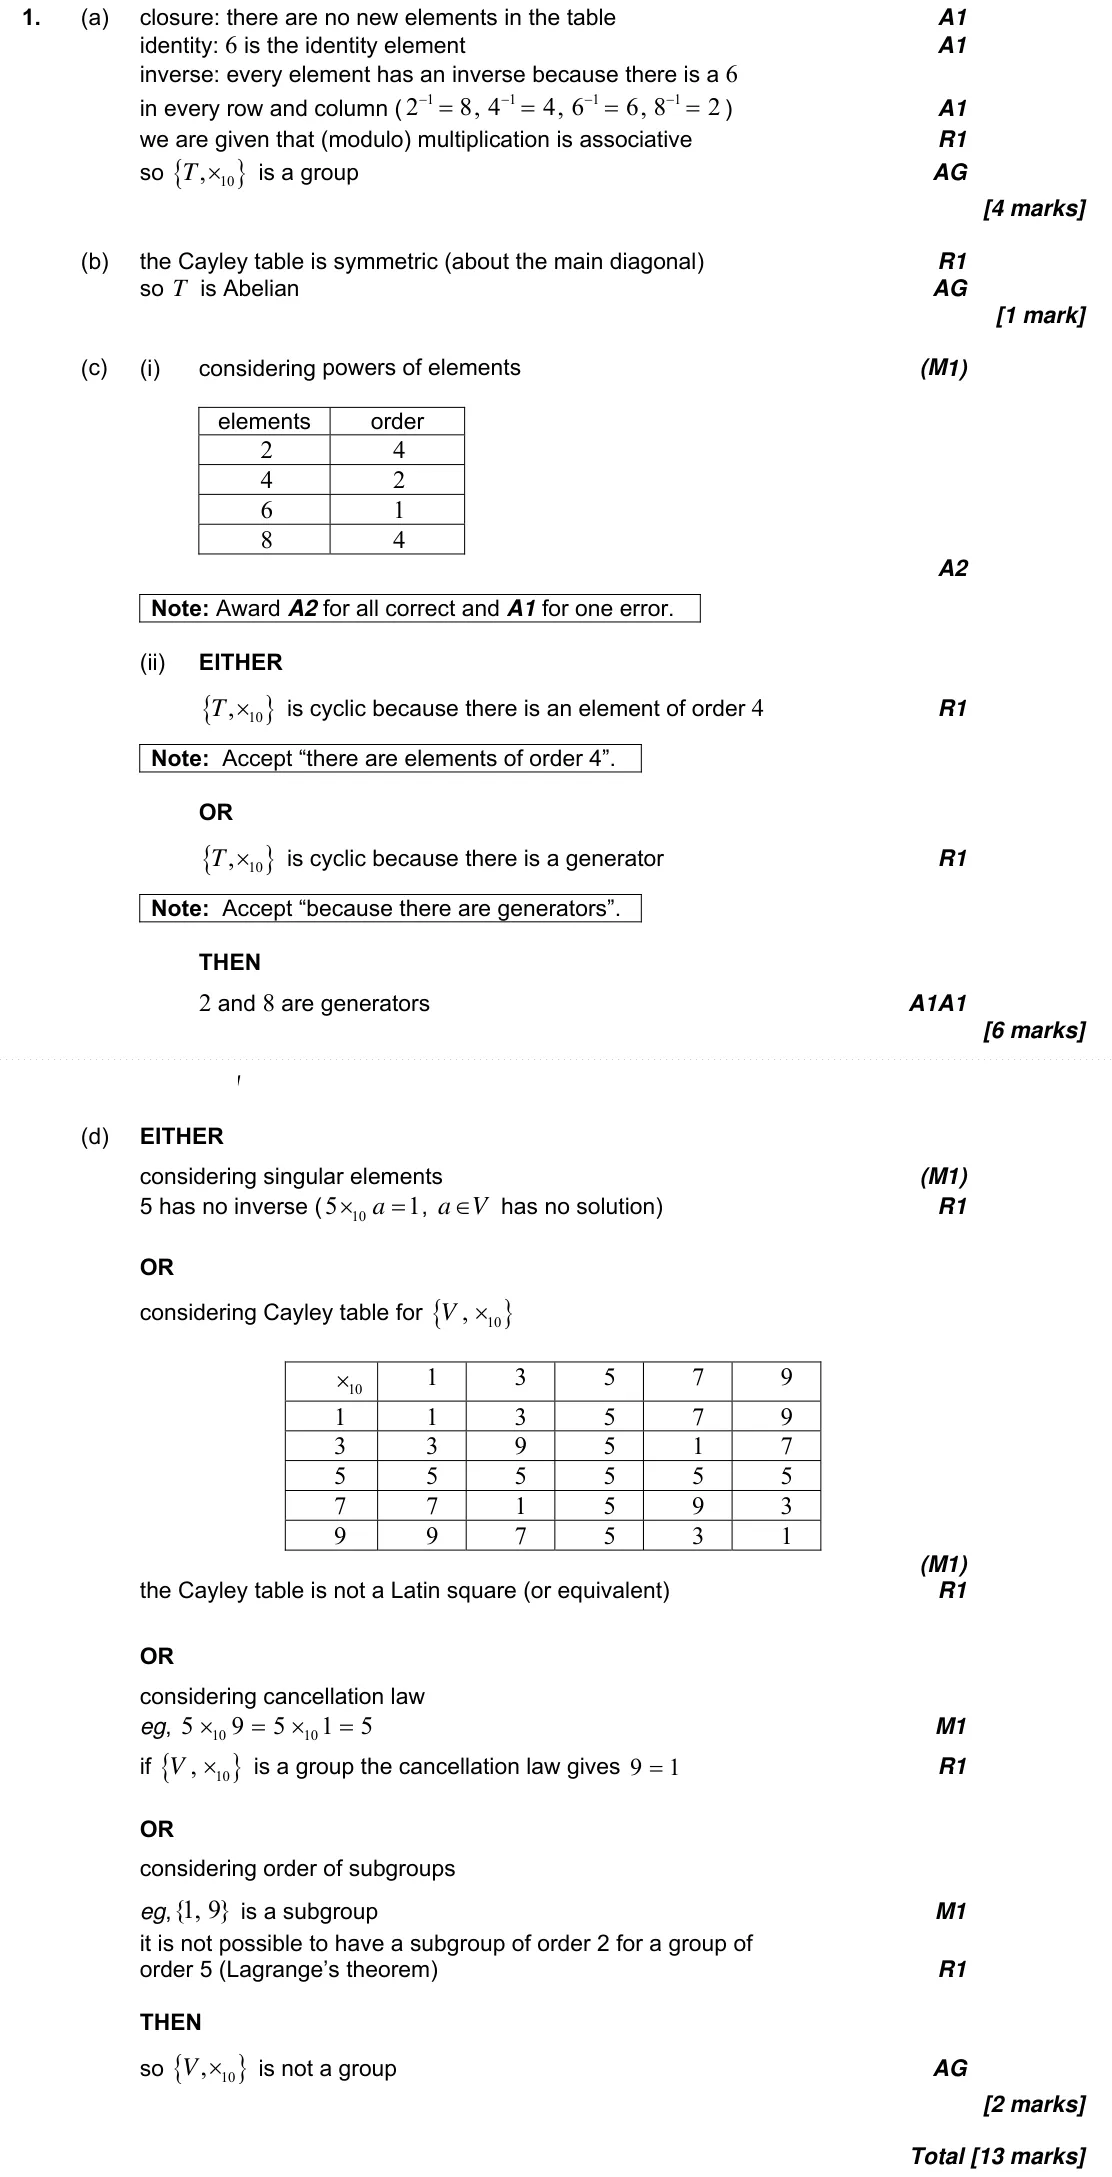 1. (a) closure: there are no new elements in the table A1
identity: 6 is the identity element A1
inverse: every element has an inverse because there is a 6
in every row and column (2⁻¹ = 8, 4⁻¹ = 4, 6⁻¹ = 6, 8⁻¹ = 2) A1
we are given that (modulo) multiplication is associative R1
so {T, ×₁₀} is a group AG
[4 marks]
(b) the Cayley table is symmetric (about the main diagonal) R1
so T is Abelian AG
[1 mark]
(c) (i) considering powers of elements (M1)
elements order
2 4
4 2
6 1
8 4
A2
Note: Award A2 for all correct and A1 for one error.
(ii) EITHER
{T, ×₁₀} is cyclic because there is an element of order 4 R1
Note: Accept “there are elements of order 4”.
OR
{T, ×₁₀} is cyclic because there is a generator R1
Note: Accept “because there are generators”.
THEN
2 and 8 are generators A1A1
[6 marks]
(d) EITHER
considering singular elements (M1)
5 has no inverse (5 ×₁₀ a = 1, a ∈ V has no solution) R1
OR
considering Cayley table for {V, ×₁₀}
×₁₀ 1 3 5 7 9
1 1 3 5 7 9
3 3 9 5 1 7
5 5 5 5 5 5
7 7 1 5 9 3
9 9 7 5 3 1
(M1)
the Cayley table is not a Latin square (or equivalent) R1
OR
considering cancellation law
eg, 5 ×₁₀ 9 = 5 ×₁₀ 1 = 5 M1
if {V, ×₁₀} is a group the cancellation law gives 9 = 1 R1
OR
considering order of subgroups
eg, {1, 9} is a subgroup M1
it is not possible to have a subgroup of order 2 for a group of
order 5 (Lagrange’s theorem) R1
THEN
so {V, ×₁₀} is not a group AG
[2 marks]
Total [13 marks]